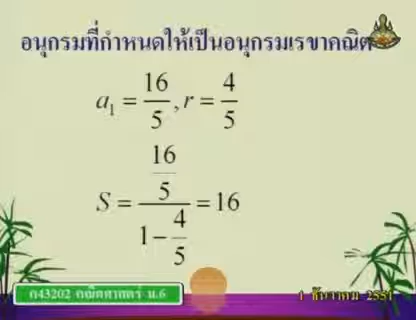 อนุกรมที่กำหนดให้เป็นอนุกรมเรขาคณิต
a₁ = 16/5 , r = 4/5
S = (16/5)/(1 − 4/5) = 16
ค43202 คณิตศาสตร์ ม.6
1 ธันวาคม 2551